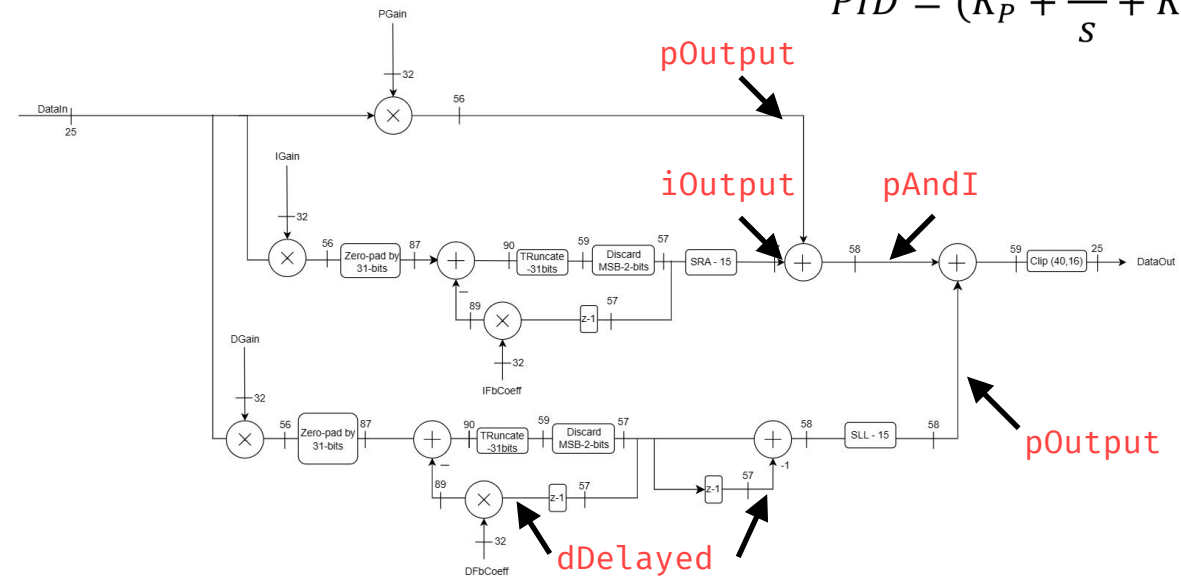 PID = (K_P + — + K
s
PGain
pOutput
32
56
DataIn
25
IGain
iOutput
pAndI
32
56
Zero-pad by
31-bits
87
90
TRuncate
-31bits
59
Discard
MSB-2-bits
57
SRA - 15
58
59
Clip (40,16)
25
DataOut
–
89
z-1
57
DGain
32
IFbCoeff
32
56
Zero-pad by
31-bits
87
90
TRuncate
-31bits
59
Discard
MSB-2-bits
57
58
SLL - 15
58
pOutput
–
-1
89
z-1
57
z-1
57
32
dDelayed
DFbCoeff